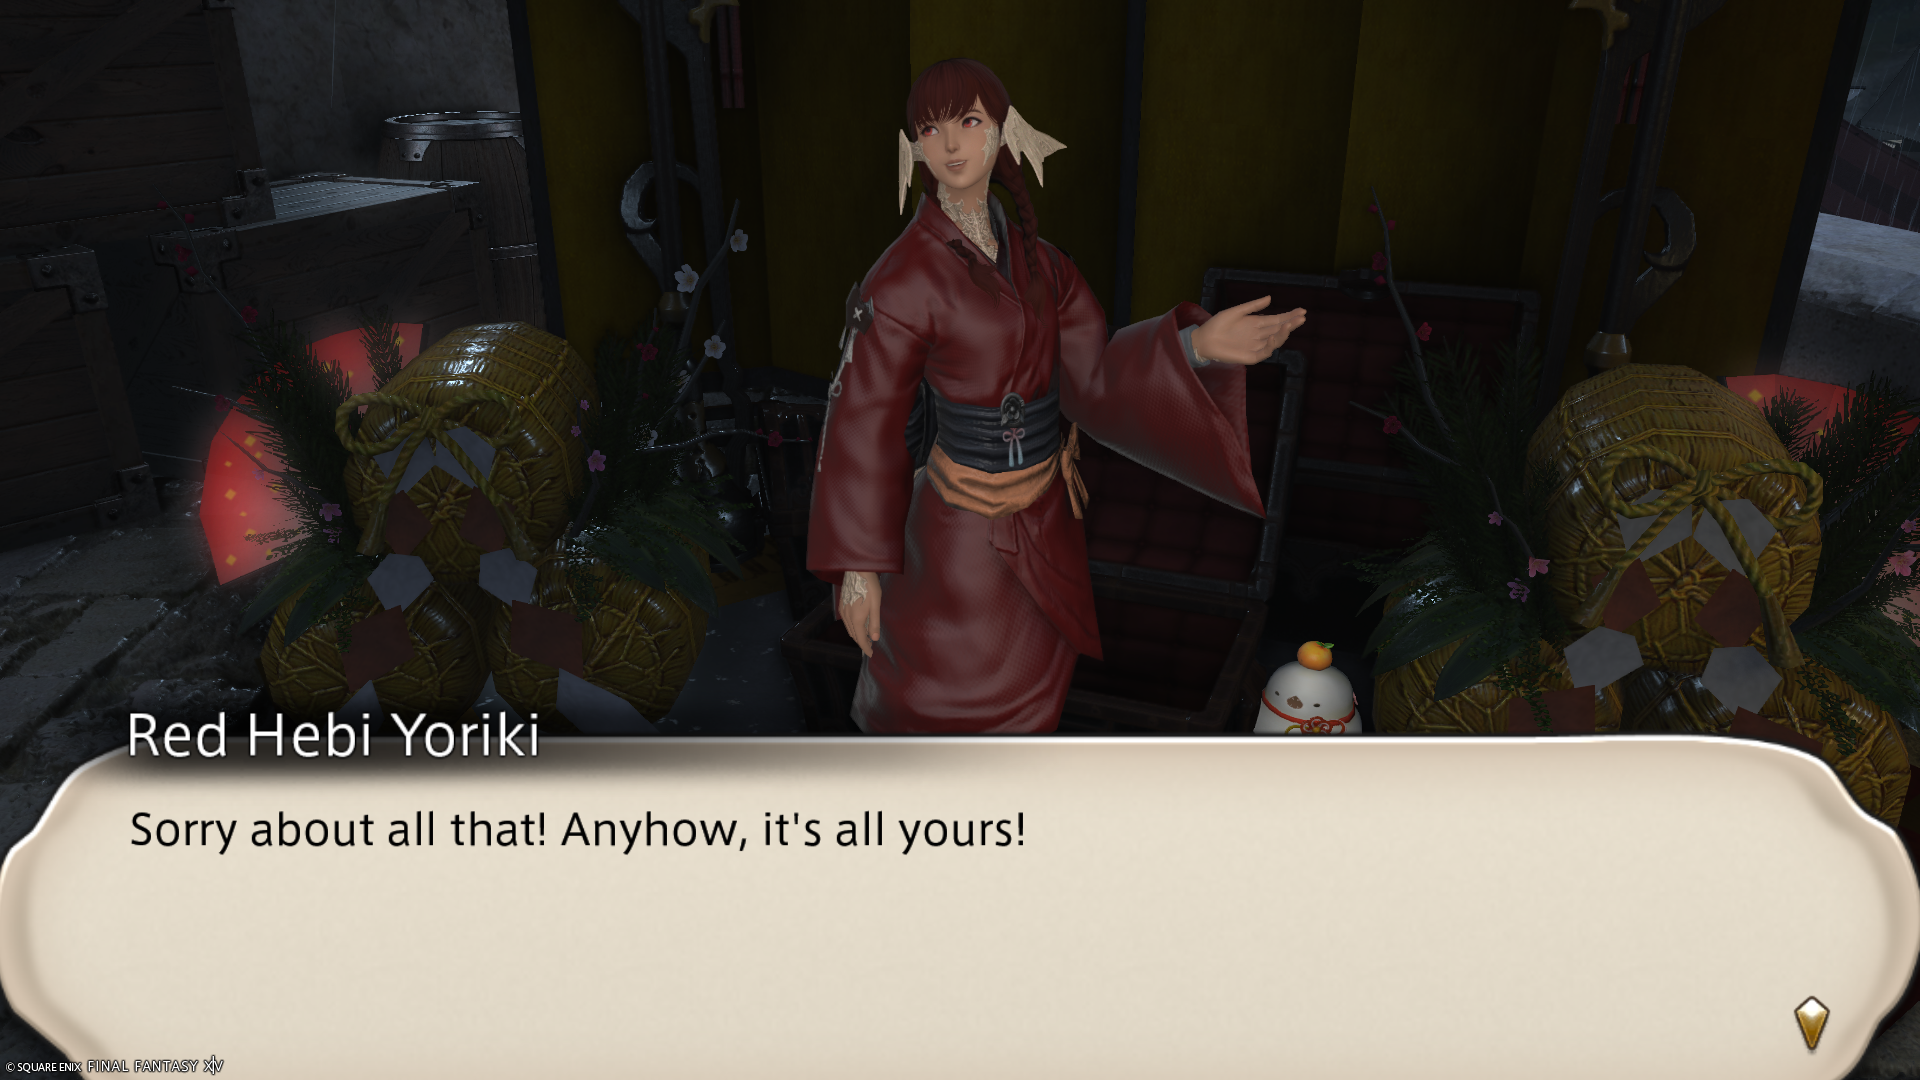 Red Hebi Yoriki
Sorry about all that! Anyhow, it's all yours!
© SQUARE ENIX FINAL FANTASY XIV